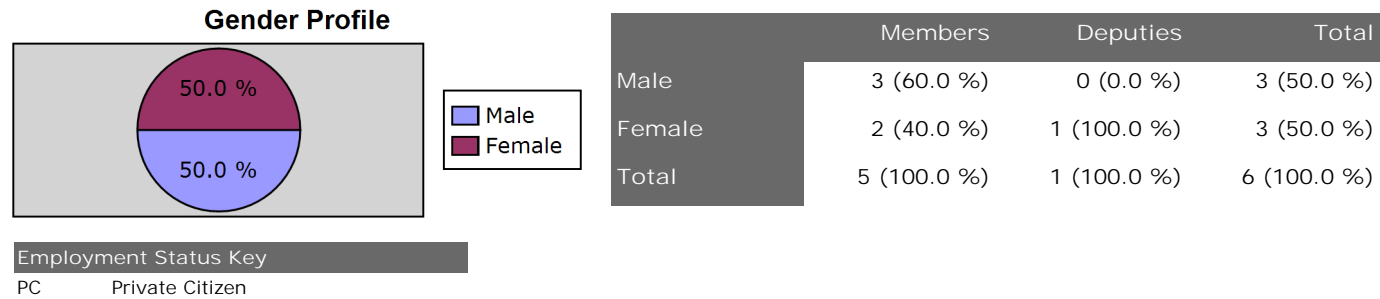 Gender Profile
50.0 %
50.0 %
Male
Female
Members Deputies Total
Male 3 (60.0 %) 0 (0.0 %) 3 (50.0 %)
Female 2 (40.0 %) 1 (100.0 %) 3 (50.0 %)
Total 5 (100.0 %) 1 (100.0 %) 6 (100.0 %)
Employment Status Key
PC Private Citizen